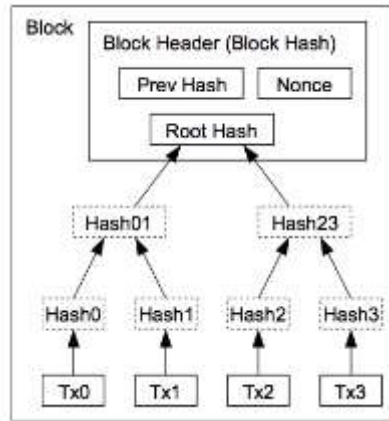 Block
Block Header (Block Hash)
Prev Hash
Nonce
Root Hash
Hash01
Hash23
Hash0
Hash1
Hash2
Hash3
Tx0
Tx1
Tx2
Tx3